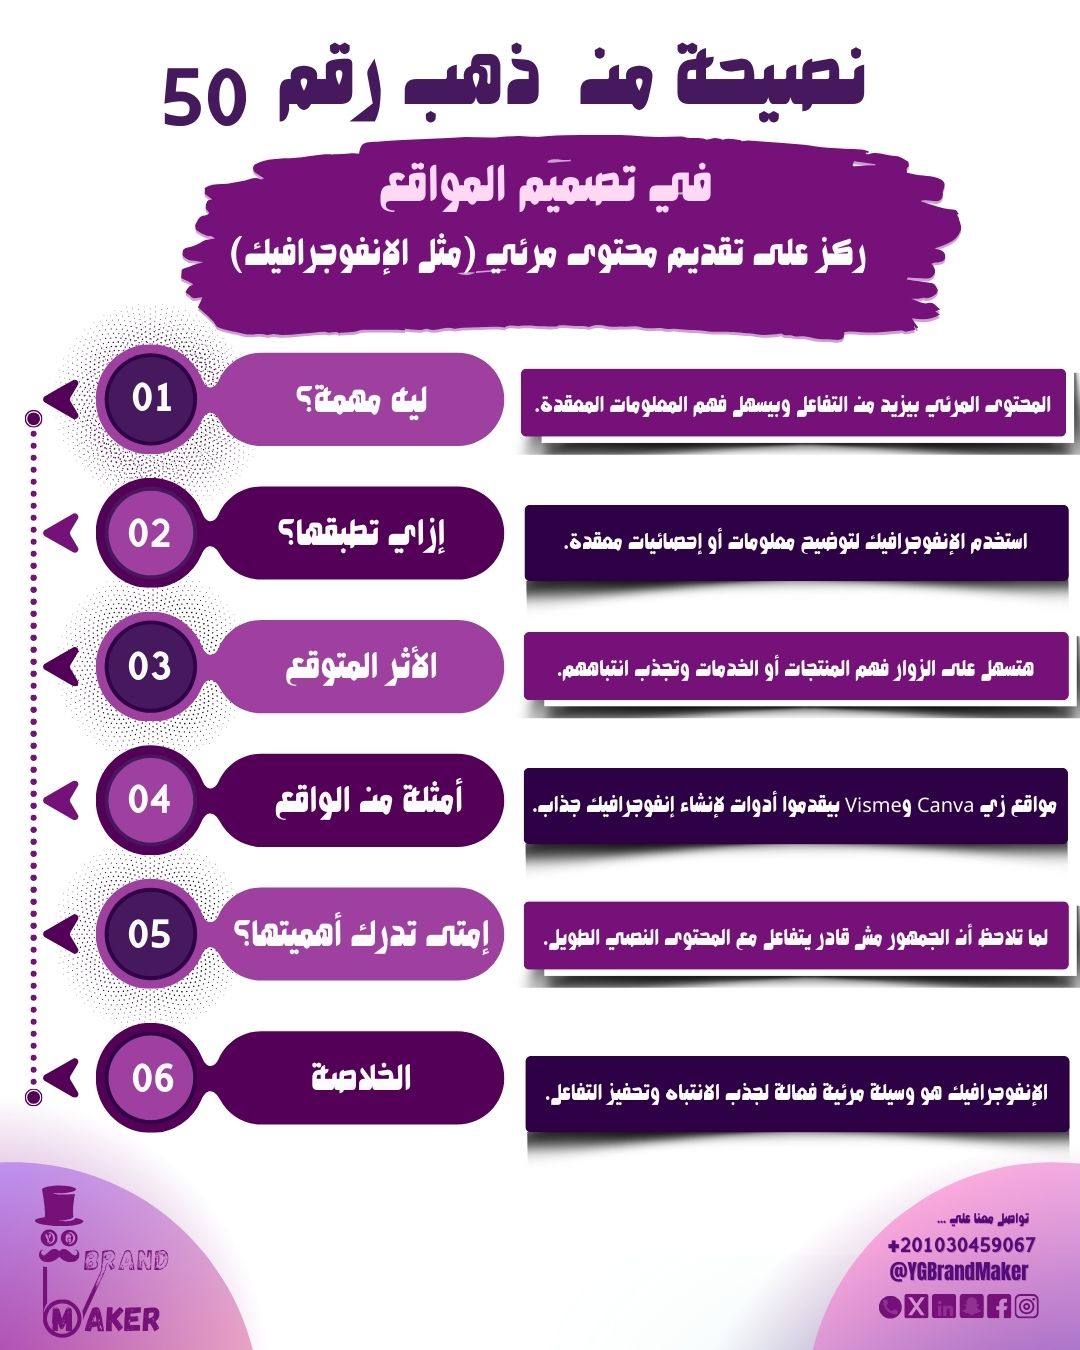 نصيحة من ذهب رقم 50
في تصميم المواقع
ركز على تقديم محتوى مرئي (مثل الإنفوجرافيك)
01
ليه مهمة؟
المحتوى المرئي بيزيد من التفاعل وبيسهل فهم المعلومات المعقدة.
02
إزاي تطبقها؟
استخدم الإنفوجرافيك لتوضيح معلومات أو إحصائيات معقدة.
03
الأثر المتوقع
هتسهل على الزوار فهم المنتجات أو الخدمات وتجذب انتباههم.
04
أمثلة من الواقع
مواقع زي Canva وVisme بيقدموا أدوات لإنشاء إنفوجرافيك جذاب.
05
إمتى تدرك أهميتها؟
لما تلاحظ أن الجمهور مش قادر يتفاعل مع المحتوى النصي الطويل.
06
الخلاصة
الإنفوجرافيك هو وسيلة مرئية فعالة لجذب الانتباه وتحفيز التفاعل.
تواصل معنا علي ...
+201030459067
@YGBrandMaker
BRAND
MAKER